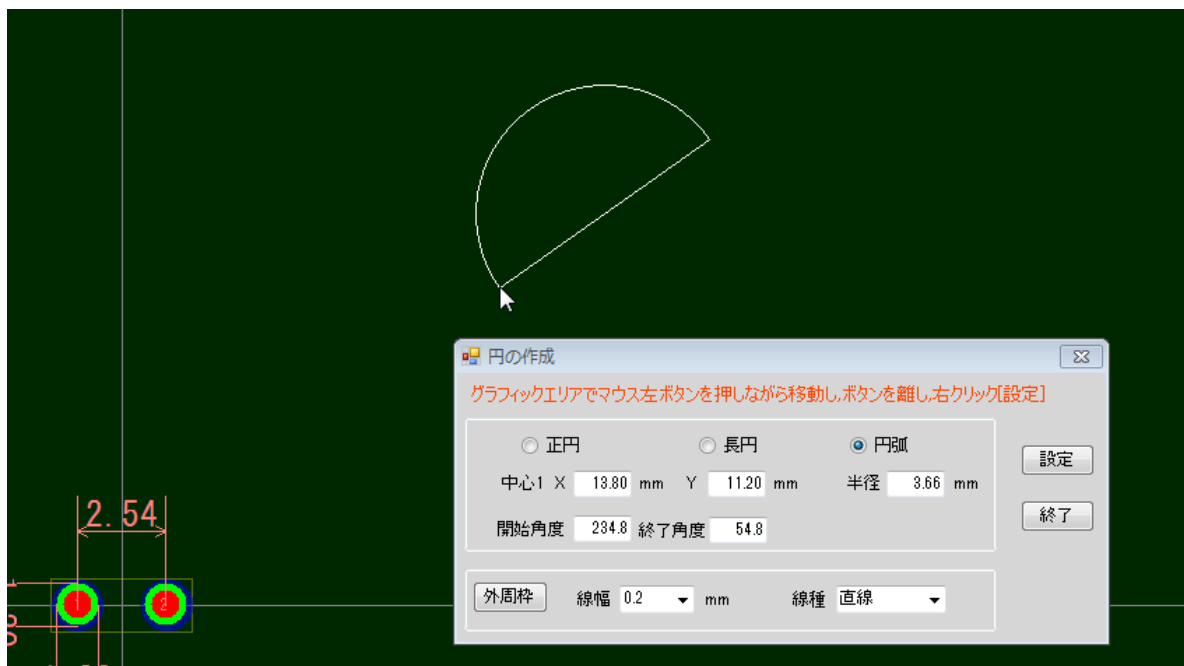 円の作成
グラフィックエリアでマウス左ボタンを押しながら移動し,ボタンを離し,右クリック[設定]
正円 長円 円弧
設定
中心1 X 13.80 mm Y 11.20 mm 半径 3.66 mm
終了
開始角度 234.8 終了角度 54.8
外周枠 線幅 0.2 mm 線種 直線
2.54
1 2